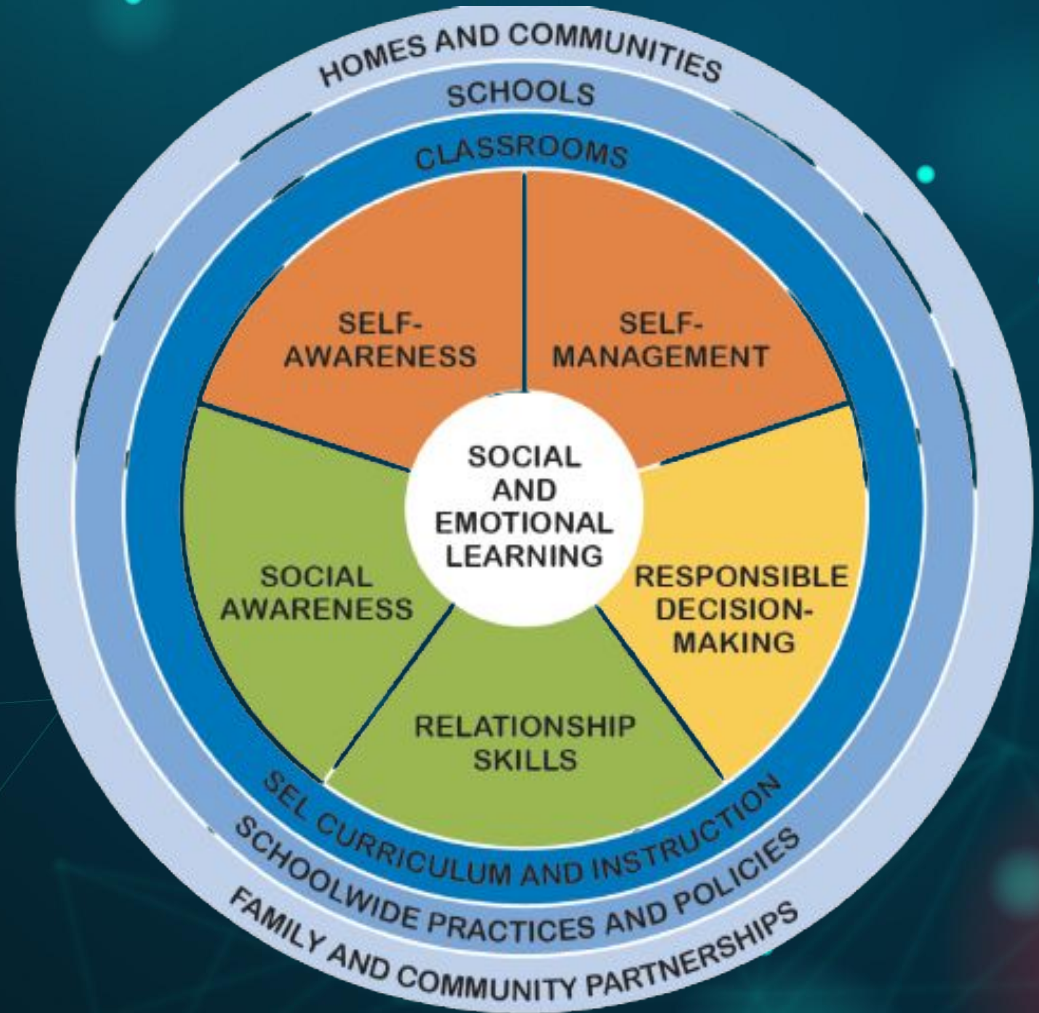 HOMES AND COMMUNITIES
SCHOOLS
CLASSROOMS
SELF-
AWARENESS
SELF-
MANAGEMENT
SOCIAL
AND
EMOTIONAL
LEARNING
SOCIAL
AWARENESS
RESPONSIBLE
DECISION-
MAKING
RELATIONSHIP
SKILLS
SEL CURRICULUM AND INSTRUCTION
SCHOOLWIDE PRACTICES AND POLICIES
FAMILY AND COMMUNITY PARTNERSHIPS